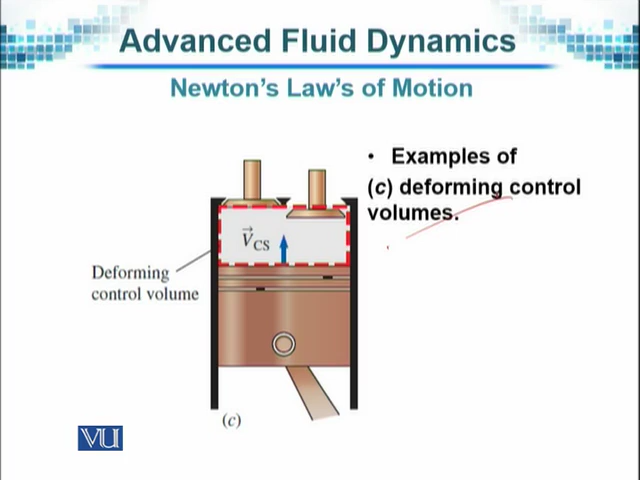 Advanced Fluid Dynamics
Newton's Law's of Motion
• Examples of
(c) deforming control
volumes.
V⃗CS
Deforming
control volume
(c)
VU